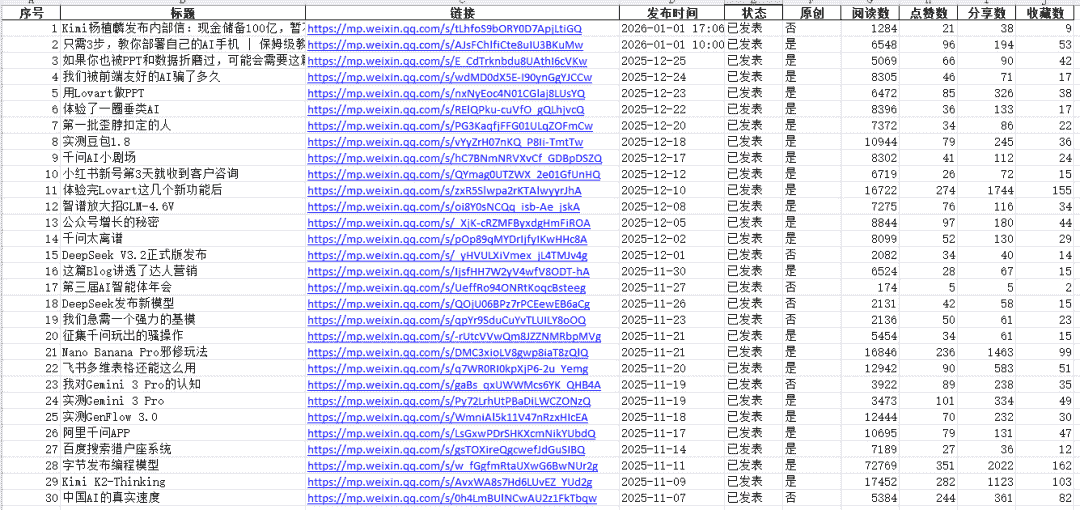 序号 标题 链接 发布时间 状态 原创 阅读数 点赞数 分享数 收藏数
1 Kimi杨植麟发布内部信：现金储备100亿，暂 https://mp.weixin.qq.com/s/tLhfoS9bORY0D7ApjLtiGQ 2026-01-01 17:06 已发表 否 1284 21 38 9
2 只需3步，教你部署自己的AI手机 | 保姆级教 https://mp.weixin.qq.com/s/AJsFChIfiCte8uIU3BKuMw 2026-01-01 10:00 已发表 是 6548 96 194 53
3 如果你也被PPT和数据折磨过，可能会需要这 https://mp.weixin.qq.com/s/E_CdTrknbdu8UAthI6cVKw 2025-12-25 已发表 是 5069 66 90 42
4 我们被前端友好的AI骗了多久 https://mp.weixin.qq.com/s/wdMD0dX5E-I90ynGgYJCCw 2025-12-24 已发表 是 8305 46 71 17
5 用Lovart做PPT https://mp.weixin.qq.com/s/nxNyEoc4N01CGIaj8LUsYQ 2025-12-23 已发表 是 6472 85 326 38
6 体验了一圈垂类AI https://mp.weixin.qq.com/s/REIQPku-cuVfO_gQLhjvcQ 2025-12-22 已发表 是 8396 36 133 17
7 第一批歪脖扣定的人 https://mp.weixin.qq.com/s/PG3KaqfjFFG01ULqZOFmCw 2025-12-20 已发表 是 7372 34 86 22
8 实测豆包1.8 https://mp.weixin.qq.com/s/vYyZrH07nKQ_P8Ii-TmtTw 2025-12-18 已发表 是 10944 79 245 36
9 千问AI小剧场 https://mp.weixin.qq.com/s/hC7BNmNRVXvCf_GDBpDSZQ 2025-12-17 已发表 是 8302 41 112 24
10 小红书新号第3天就收到客户咨询 https://mp.weixin.qq.com/s/QYmag0UTZWX_2e01GfUnHQ 2025-12-12 已发表 是 6719 26 72 15
11 体验完Lovart这几个新功能后 https://mp.weixin.qq.com/s/zxR5Slwpa2rKTAlwyyrJhA 2025-12-10 已发表 是 16722 274 1744 155
12 智谱放大招GLM-4.6V https://mp.weixin.qq.com/s/oi8Y0sNCQq_isb-Ae_jskA 2025-12-08 已发表 是 7275 76 116 34
13 公众号增长的秘密 https://mp.weixin.qq.com/s/_XjK-cRZMFByxdgHmFiROA 2025-12-05 已发表 是 8844 97 180 44
14 千问太离谱 https://mp.weixin.qq.com/s/pOp89qMYDrIjfyIKwHHc8A 2025-12-02 已发表 是 8099 52 130 29
15 DeepSeek V3.2正式版发布 https://mp.weixin.qq.com/s/_yHVULXiVmex_jL4TMJv4g 2025-12-01 已发表 否 2082 34 40 14
16 这篇Blog讲透了达人营销 https://mp.weixin.qq.com/s/IjsfHH7W2yV4wfV8ODT-hA 2025-11-30 已发表 是 6524 28 67 15
17 第三届AI智能体年会 https://mp.weixin.qq.com/s/UeffRo94ONRtKoqcBsteeg 2025-11-27 已发表 否 174 5 5 2
18 DeepSeek发布新模型 https://mp.weixin.qq.com/s/QOjU06BPz7rPCEewEB6aCg 2025-11-26 已发表 否 2131 42 58 15
19 我们急需一个强力的基模 https://mp.weixin.qq.com/s/qpYr9SduCuYvTLUILY8oOQ 2025-11-23 已发表 否 2136 50 61 23
20 征集千问玩出的骚操作 https://mp.weixin.qq.com/s/-rUtcVVwQm8JZZNMRbpMVg 2025-11-21 已发表 是 5454 34 61 15
21 Nano Banana Pro邪修玩法 https://mp.weixin.qq.com/s/DMC3xioLV8gwp8iaT8zQlQ 2025-11-21 已发表 是 16846 236 1463 99
22 飞书多维表格还能这么用 https://mp.weixin.qq.com/s/q7WR0RI0kpXjP6-2u_Yemg 2025-11-20 已发表 是 12942 90 583 51
23 我对Gemini 3 Pro的认知 https://mp.weixin.qq.com/s/gaBs_qxUWWMcs6YK_QHB4A 2025-11-19 已发表 否 3922 89 238 35
24 实测Gemini 3 Pro https://mp.weixin.qq.com/s/Py72LrhUtPBaDiLWCZONzQ 2025-11-19 已发表 是 3473 101 334 49
25 实测GenFlow 3.0 https://mp.weixin.qq.com/s/WmniAl5k11V47nRzxHIcEA 2025-11-18 已发表 是 12444 70 232 30
26 阿里千问APP https://mp.weixin.qq.com/s/LsGxwPDrSHKXcmNikYUbdQ 2025-11-17 已发表 是 10695 79 131 47
27 百度搜索猎户座系统 https://mp.weixin.qq.com/s/gsTOXireQgcwefJdGuSIBQ 2025-11-14 已发表 是 7189 27 36 12
28 字节发布编程模型 https://mp.weixin.qq.com/s/w_fGgfmRtaUXwG6BwNUr2g 2025-11-11 已发表 是 72769 351 2022 162
29 Kimi K2-Thinking https://mp.weixin.qq.com/s/AvxWA8s7Hd6LUvEZ_YUd2g 2025-11-09 已发表 是 17452 282 1123 103
30 中国AI的真实速度 https://mp.weixin.qq.com/s/0h4LmBUlNCwAU2z1FkTbqw 2025-11-07 已发表 否 5384 244 361 82